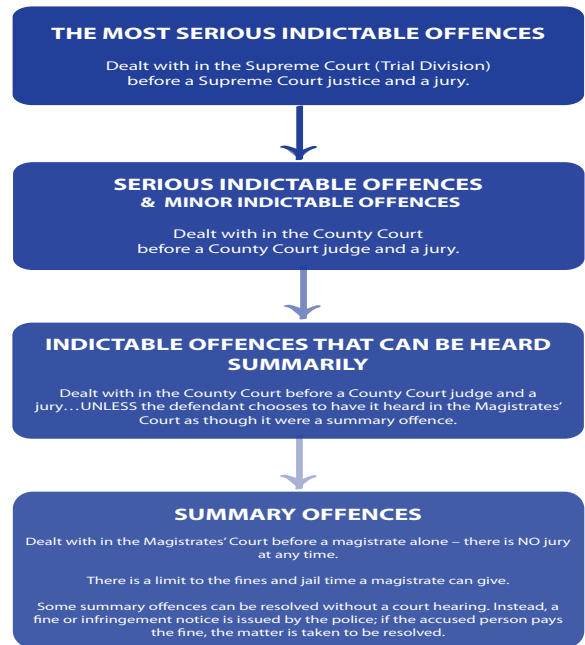 THE MOST SERIOUS INDICTABLE OFFENCES
Dealt with in the Supreme Court (Trial Division)
before a Supreme Court justice and a jury.
SERIOUS INDICTABLE OFFENCES
& MINOR INDICTABLE OFFENCES
Dealt with in the County Court
before a County Court judge and a jury.
INDICTABLE OFFENCES THAT CAN BE HEARD
SUMMARILY
Dealt with in the County Court before a County Court judge and a
jury…UNLESS the defendant chooses to have it heard in the Magistrates’
Court as though it were a summary offence.
SUMMARY OFFENCES
Dealt with in the Magistrates’ Court before a magistrate alone – there is NO jury
at any time.
There is a limit to the fines and jail time a magistrate can give.
Some summary offences can be resolved without a court hearing. Instead, a
fine or infringement notice is issued by the police; if the accused person pays
the fine, the matter is taken to be resolved.